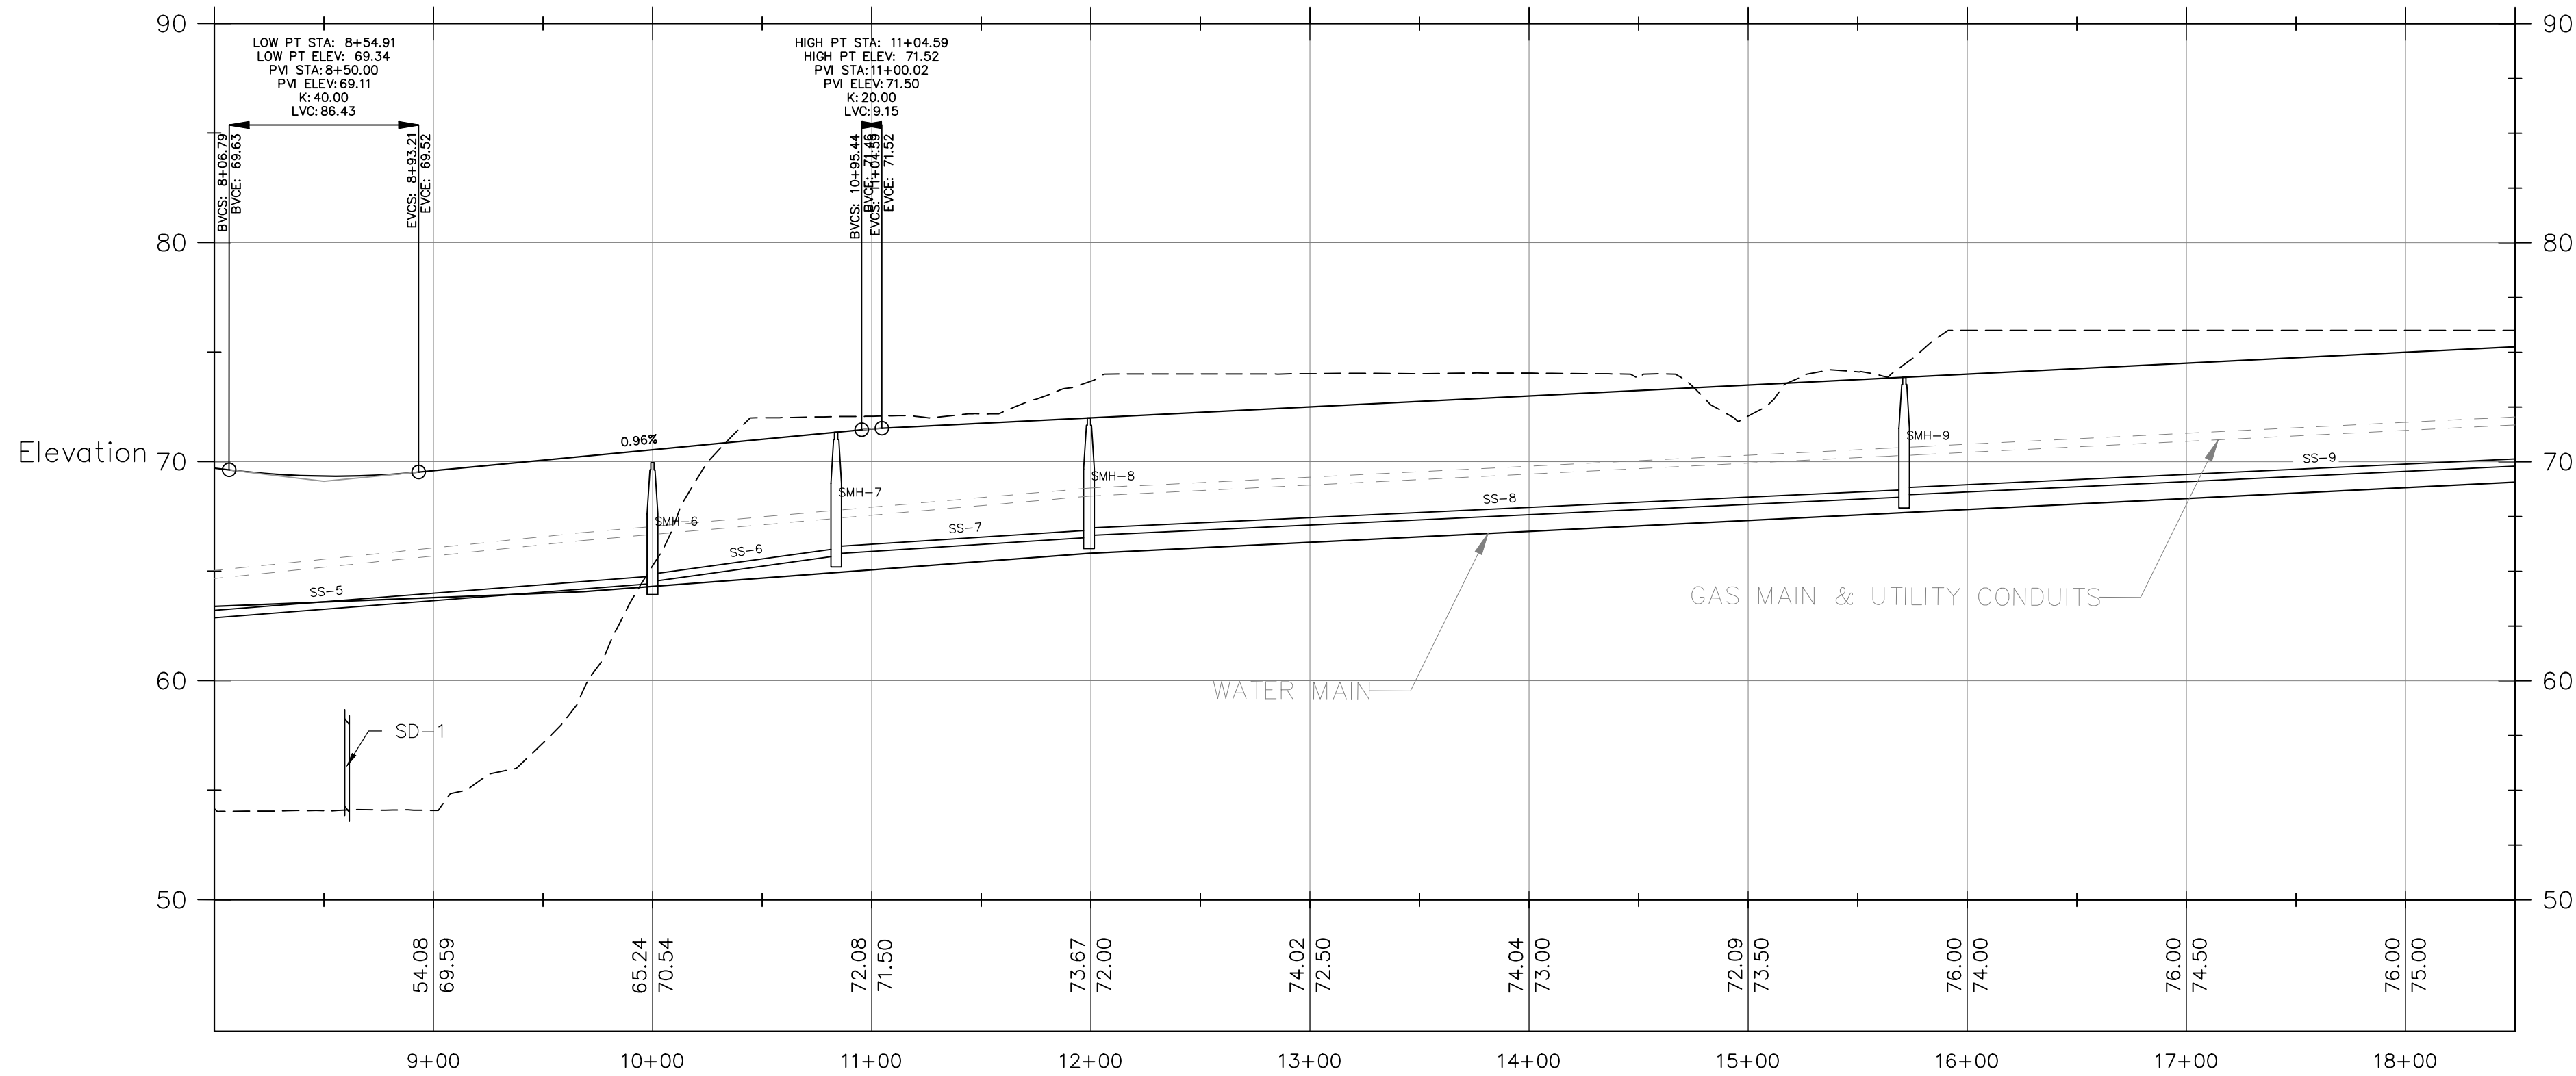 90
90
LOW PT STA: 8+54.91
LOW PT ELEV: 69.34
PVI STA:8+50.00
PVI ELEV:69.11
K:40.00
LVC:86.43
HIGH PT STA: 11+04.59
HIGH PT ELEV: 71.52
PVI STA:11+00.02
PVI ELEV:71.50
K:20.00
LVC:9.15
BVCS: 8+06.79
BVCE: 69.63
EVCS: 8+93.21
EVCE: 69.52
BVCS: 10+95.44
BVCE: 71.46
EVCS: 11+04.59
EVCE: 71.52
80
80
Elevation
70
70
0.96%
SMH-6
SMH-7
SMH-8
SMH-9
SS-5
SS-6
SS-7
SS-8
SS-9
GAS MAIN & UTILITY CONDUITS
WATER MAIN
60
60
SD-1
50
50
54.08
69.59
65.24
70.54
72.08
71.50
73.67
72.00
74.02
72.50
74.04
73.00
72.09
73.50
76.00
74.00
76.00
74.50
76.00
75.00
9+00
10+00
11+00
12+00
13+00
14+00
15+00
16+00
17+00
18+00